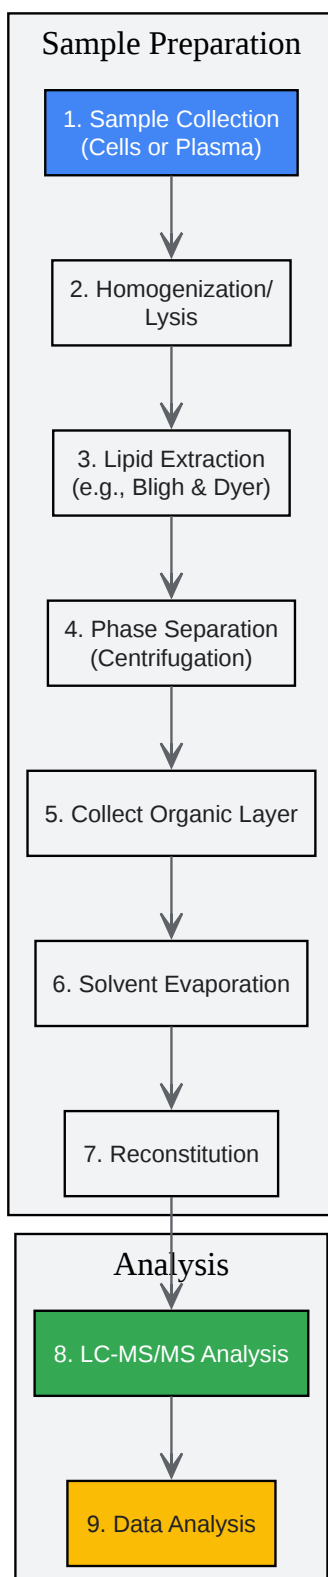 Sample Preparation
1. Sample Collection
(Cells or Plasma)
2. Homogenization/
Lysis
3. Lipid Extraction
(e.g., Bligh & Dyer)
4. Phase Separation
(Centrifugation)
5. Collect Organic Layer
6. Solvent Evaporation
7. Reconstitution
Analysis
8. LC-MS/MS Analysis
9. Data Analysis